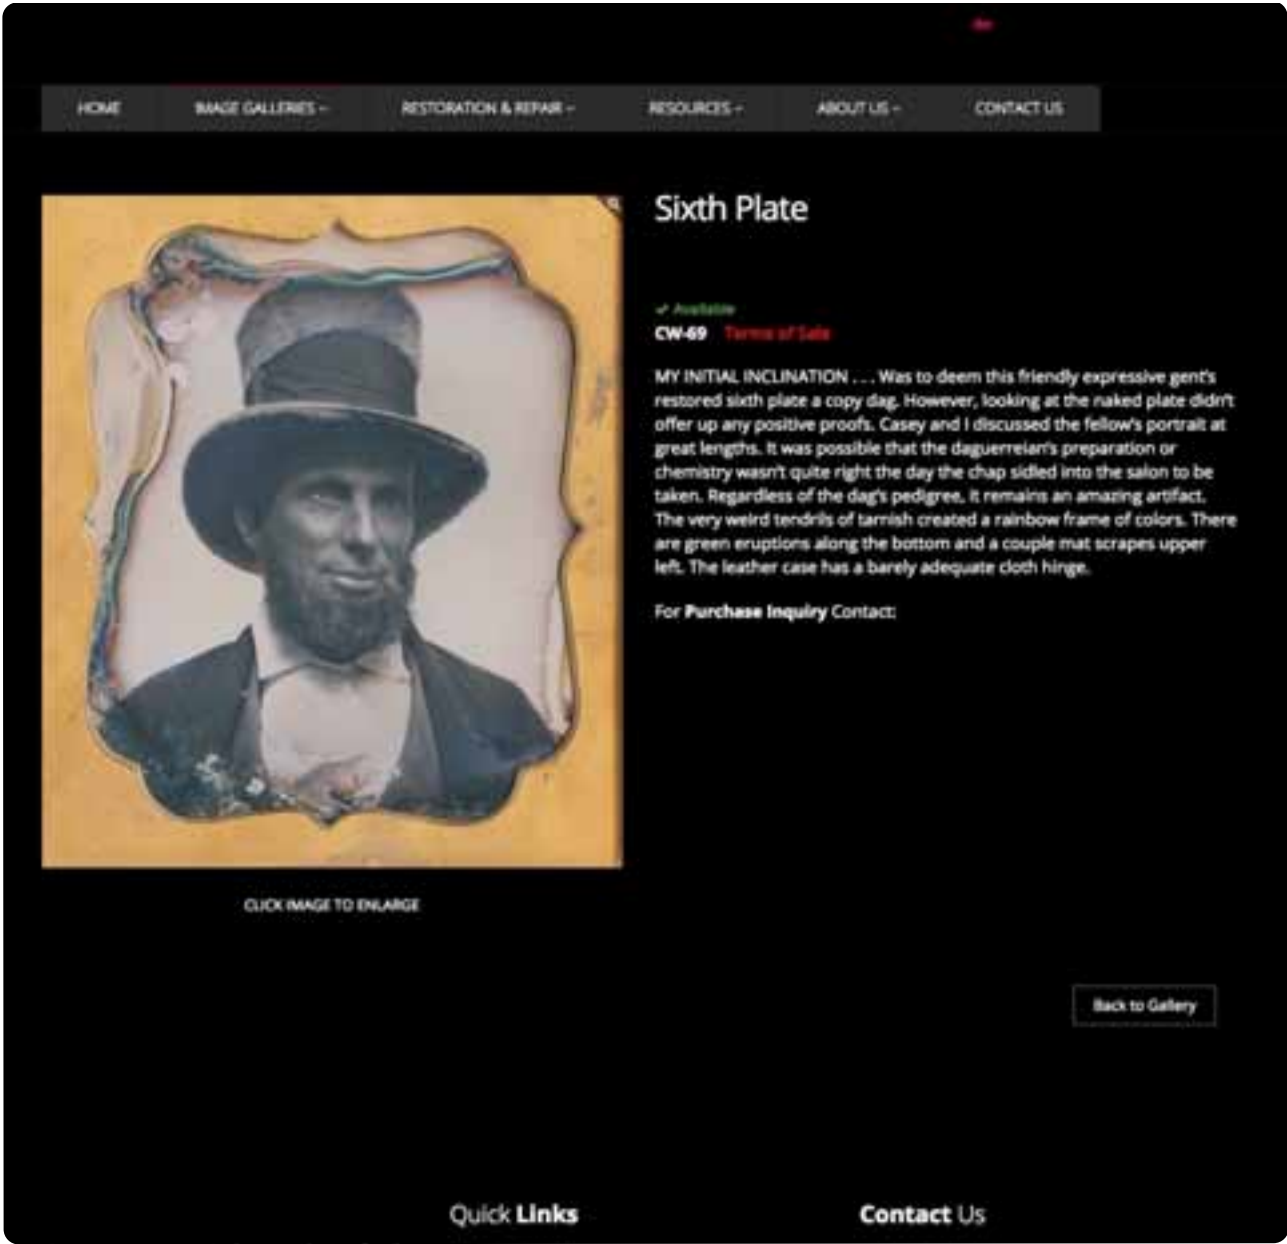 HOME IMAGE GALLERIES RESTORATION & REPAIR RESOURCES ABOUT US CONTACT US
Sixth Plate
✓ Available
CW-69 Terms of Sale
MY INITIAL INCLINATION . . . Was to deem this friendly expressive gent's
restored sixth plate a copy dag. However, looking at the naked plate didn't
offer up any positive proofs. Casey and I discussed the fellow's portrait at
great lengths. It was possible that the daguerreian's preparation or
chemistry wasn't quite right the day the chap sidled into the salon to be
taken. Regardless of the dag's pedigree, it remains an amazing artifact.
The very weird tendrils of tarnish created a rainbow frame of colors. There
are green eruptions along the bottom and a couple mat scrapes upper
left. The leather case has a barely adequate cloth hinge.
For Purchase Inquiry Contact:
CLICK IMAGE TO ENLARGE
Back to Gallery
Quick Links Contact Us